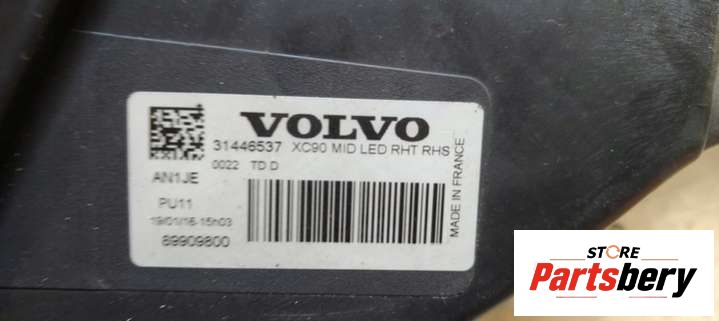 VOLVO
31446537 XC90 MID LED RHT RHS
0022 TD D
AN1JE
PU11
19/01/16-15h03
89909800
MADE IN FRANCE
STORE
Partsbery